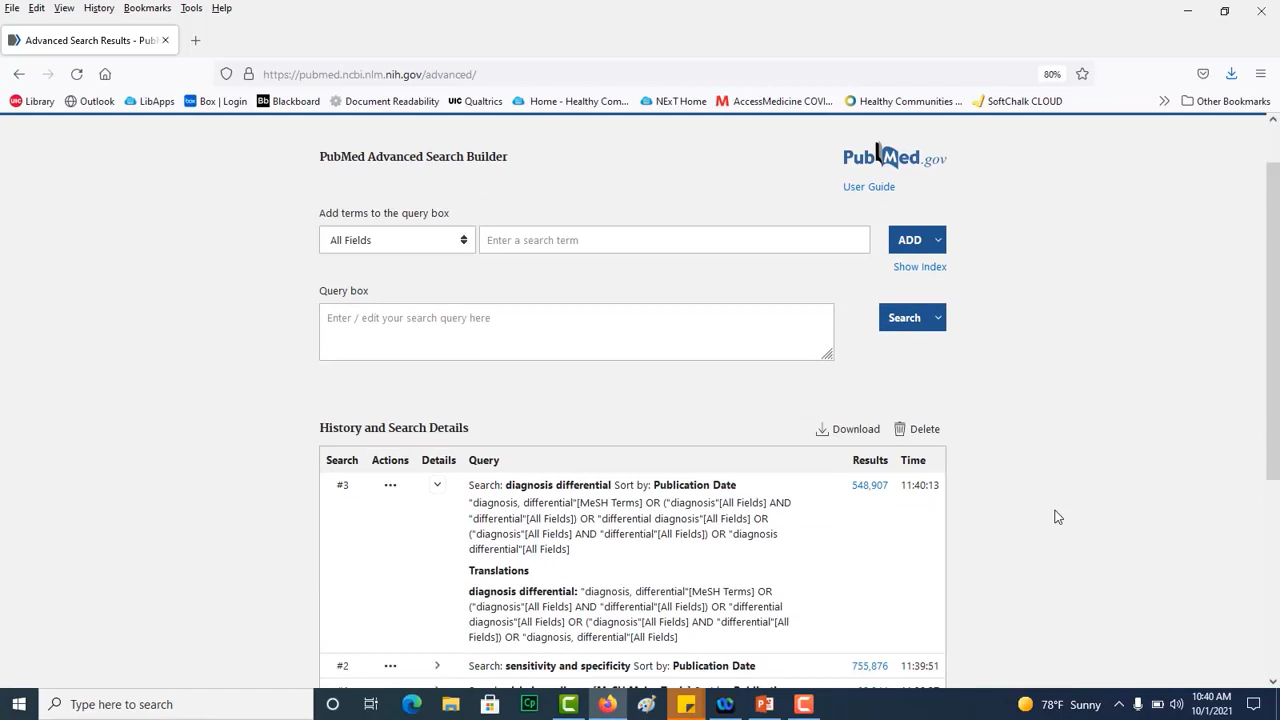 File Edit View History Bookmarks Tools Help
Advanced Search Results - Pub
https://pubmed.ncbi.nlm.nih.gov/advanced/ 80%
UIC Library Outlook LibApps box Box | Login Bb Blackboard Document Readability UIC Qualtrics Home - Healthy Com... NExT Home M AccessMedicine COVI... Healthy Communities ... SoftChalk CLOUD Other Bookmarks
PubMed Advanced Search Builder
PubMed.gov
User Guide
Add terms to the query box
All Fields Enter a search term ADD
Show Index
Query box
Enter / edit your search query here Search
History and Search Details Download Delete
Search Actions Details Query Results Time
#3 ••• Search: diagnosis differential Sort by: Publication Date 548,907 11:40:13
"diagnosis, differential"[MeSH Terms] OR ("diagnosis"[All Fields] AND
"differential"[All Fields]) OR "differential diagnosis"[All Fields] OR
("diagnosis"[All Fields] AND "differential"[All Fields]) OR "diagnosis
differential"[All Fields]
Translations
diagnosis differential: "diagnosis, differential"[MeSH Terms] OR
("diagnosis"[All Fields] AND "differential"[All Fields]) OR "differential
diagnosis"[All Fields] OR ("diagnosis"[All Fields] AND "differential"[All
Fields]) OR "diagnosis, differential"[All Fields]
#2 ••• Search: sensitivity and specificity Sort by: Publication Date 755,876 11:39:51
Type here to search Cp 78°F Sunny 10:40 AM
10/1/2021